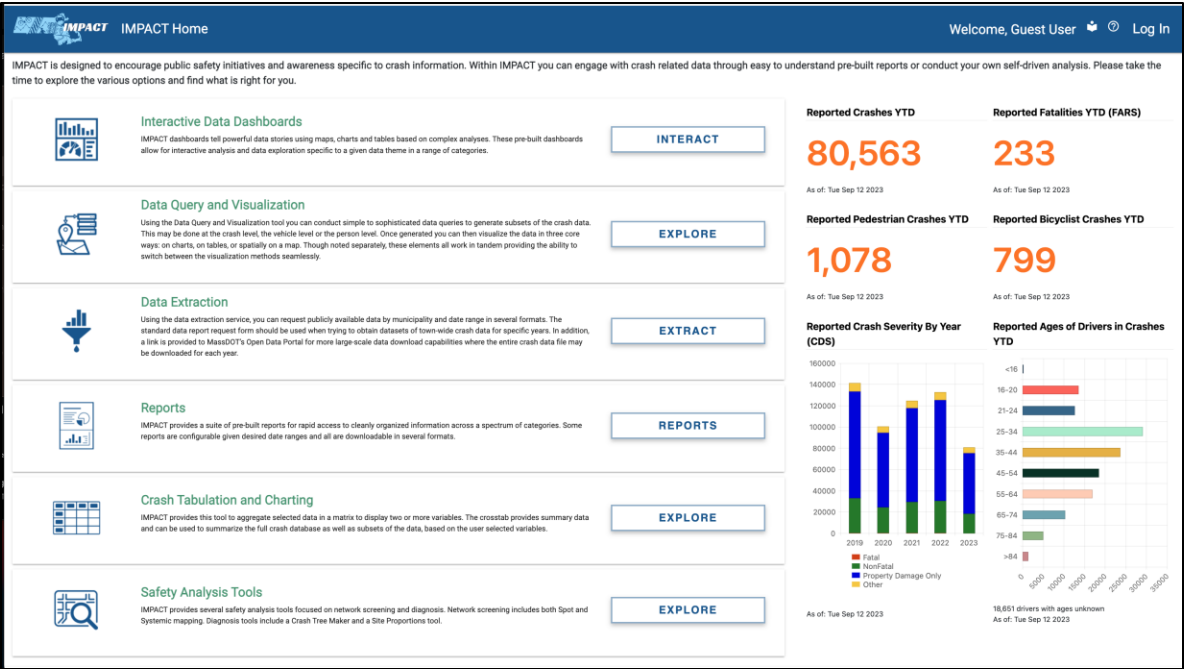 IMPACT IMPACT Home
Welcome, Guest User Log In
IMPACT is designed to encourage public safety initiatives and awareness specific to crash information. Within IMPACT you can engage with crash related data through easy to understand pre-built reports or conduct your own self-driven analysis. Please take the
time to explore the various options and find what is right for you.
Interactive Data Dashboards
IMPACT dashboards tell powerful data stories using maps, charts and tables based on complex analyses. These pre-built dashboards
allow for interactive analysis and data exploration specific to a given data theme in a range of categories.
INTERACT
Data Query and Visualization
Using the Data Query and Visualization tool you can conduct simple to sophisticated data queries to generate subsets of the crash data.
This may be done at the crash level, the vehicle level or the person level. Once generated you can then visualize the data in three core
ways: on charts, on tables, or spatially on a map. Though noted separately, these elements all work in tandem providing the ability to
switch between the visualization methods seamlessly.
EXPLORE
Data Extraction
Using the data extraction service, you can request publicly available data by municipality and date range in several formats. The
standard data report request form should be used when trying to obtain datasets of town-wide crash data for specific years. In addition,
a link is provided to MassDOT's Open Data Portal for more large-scale data download capabilities where the entire crash data file may
be downloaded for each year.
EXTRACT
Reports
IMPACT provides a suite of pre-built reports for rapid access to cleanly organized information across a spectrum of categories. Some
reports are configurable given desired date ranges and all are downloadable in several formats.
REPORTS
Crash Tabulation and Charting
IMPACT provides this tool to aggregate selected data in a matrix to display two or more variables. The crosstab provides summary data
and can be used to summarize the full crash database as well as subsets of the data, based on the user selected variables.
EXPLORE
Safety Analysis Tools
IMPACT provides several safety analysis tools focused on network screening and diagnosis. Network screening includes both Spot and
Systemic mapping. Diagnosis tools include a Crash Tree Maker and a Site Proportions tool.
EXPLORE
Reported Crashes YTD
80,563
As of: Tue Sep 12 2023
Reported Fatalities YTD (FARS)
233
As of: Tue Sep 12 2023
Reported Pedestrian Crashes YTD
1,078
As of: Tue Sep 12 2023
Reported Bicyclist Crashes YTD
799
As of: Tue Sep 12 2023
Reported Crash Severity By Year
(CDS)
160000
140000
120000
100000
80000
60000
40000
20000
0
2019 2020 2021 2022 2023
Fatal
NonFatal
Property Damage Only
Other
As of: Tue Sep 12 2023
Reported Ages of Drivers in Crashes
YTD
<16
16-20
21-24
25-34
35-44
45-54
55-64
65-74
75-84
>84
0 5000 10000 15000 20000 25000 30000 35000
18,651 drivers with ages unknown
As of: Tue Sep 12 2023